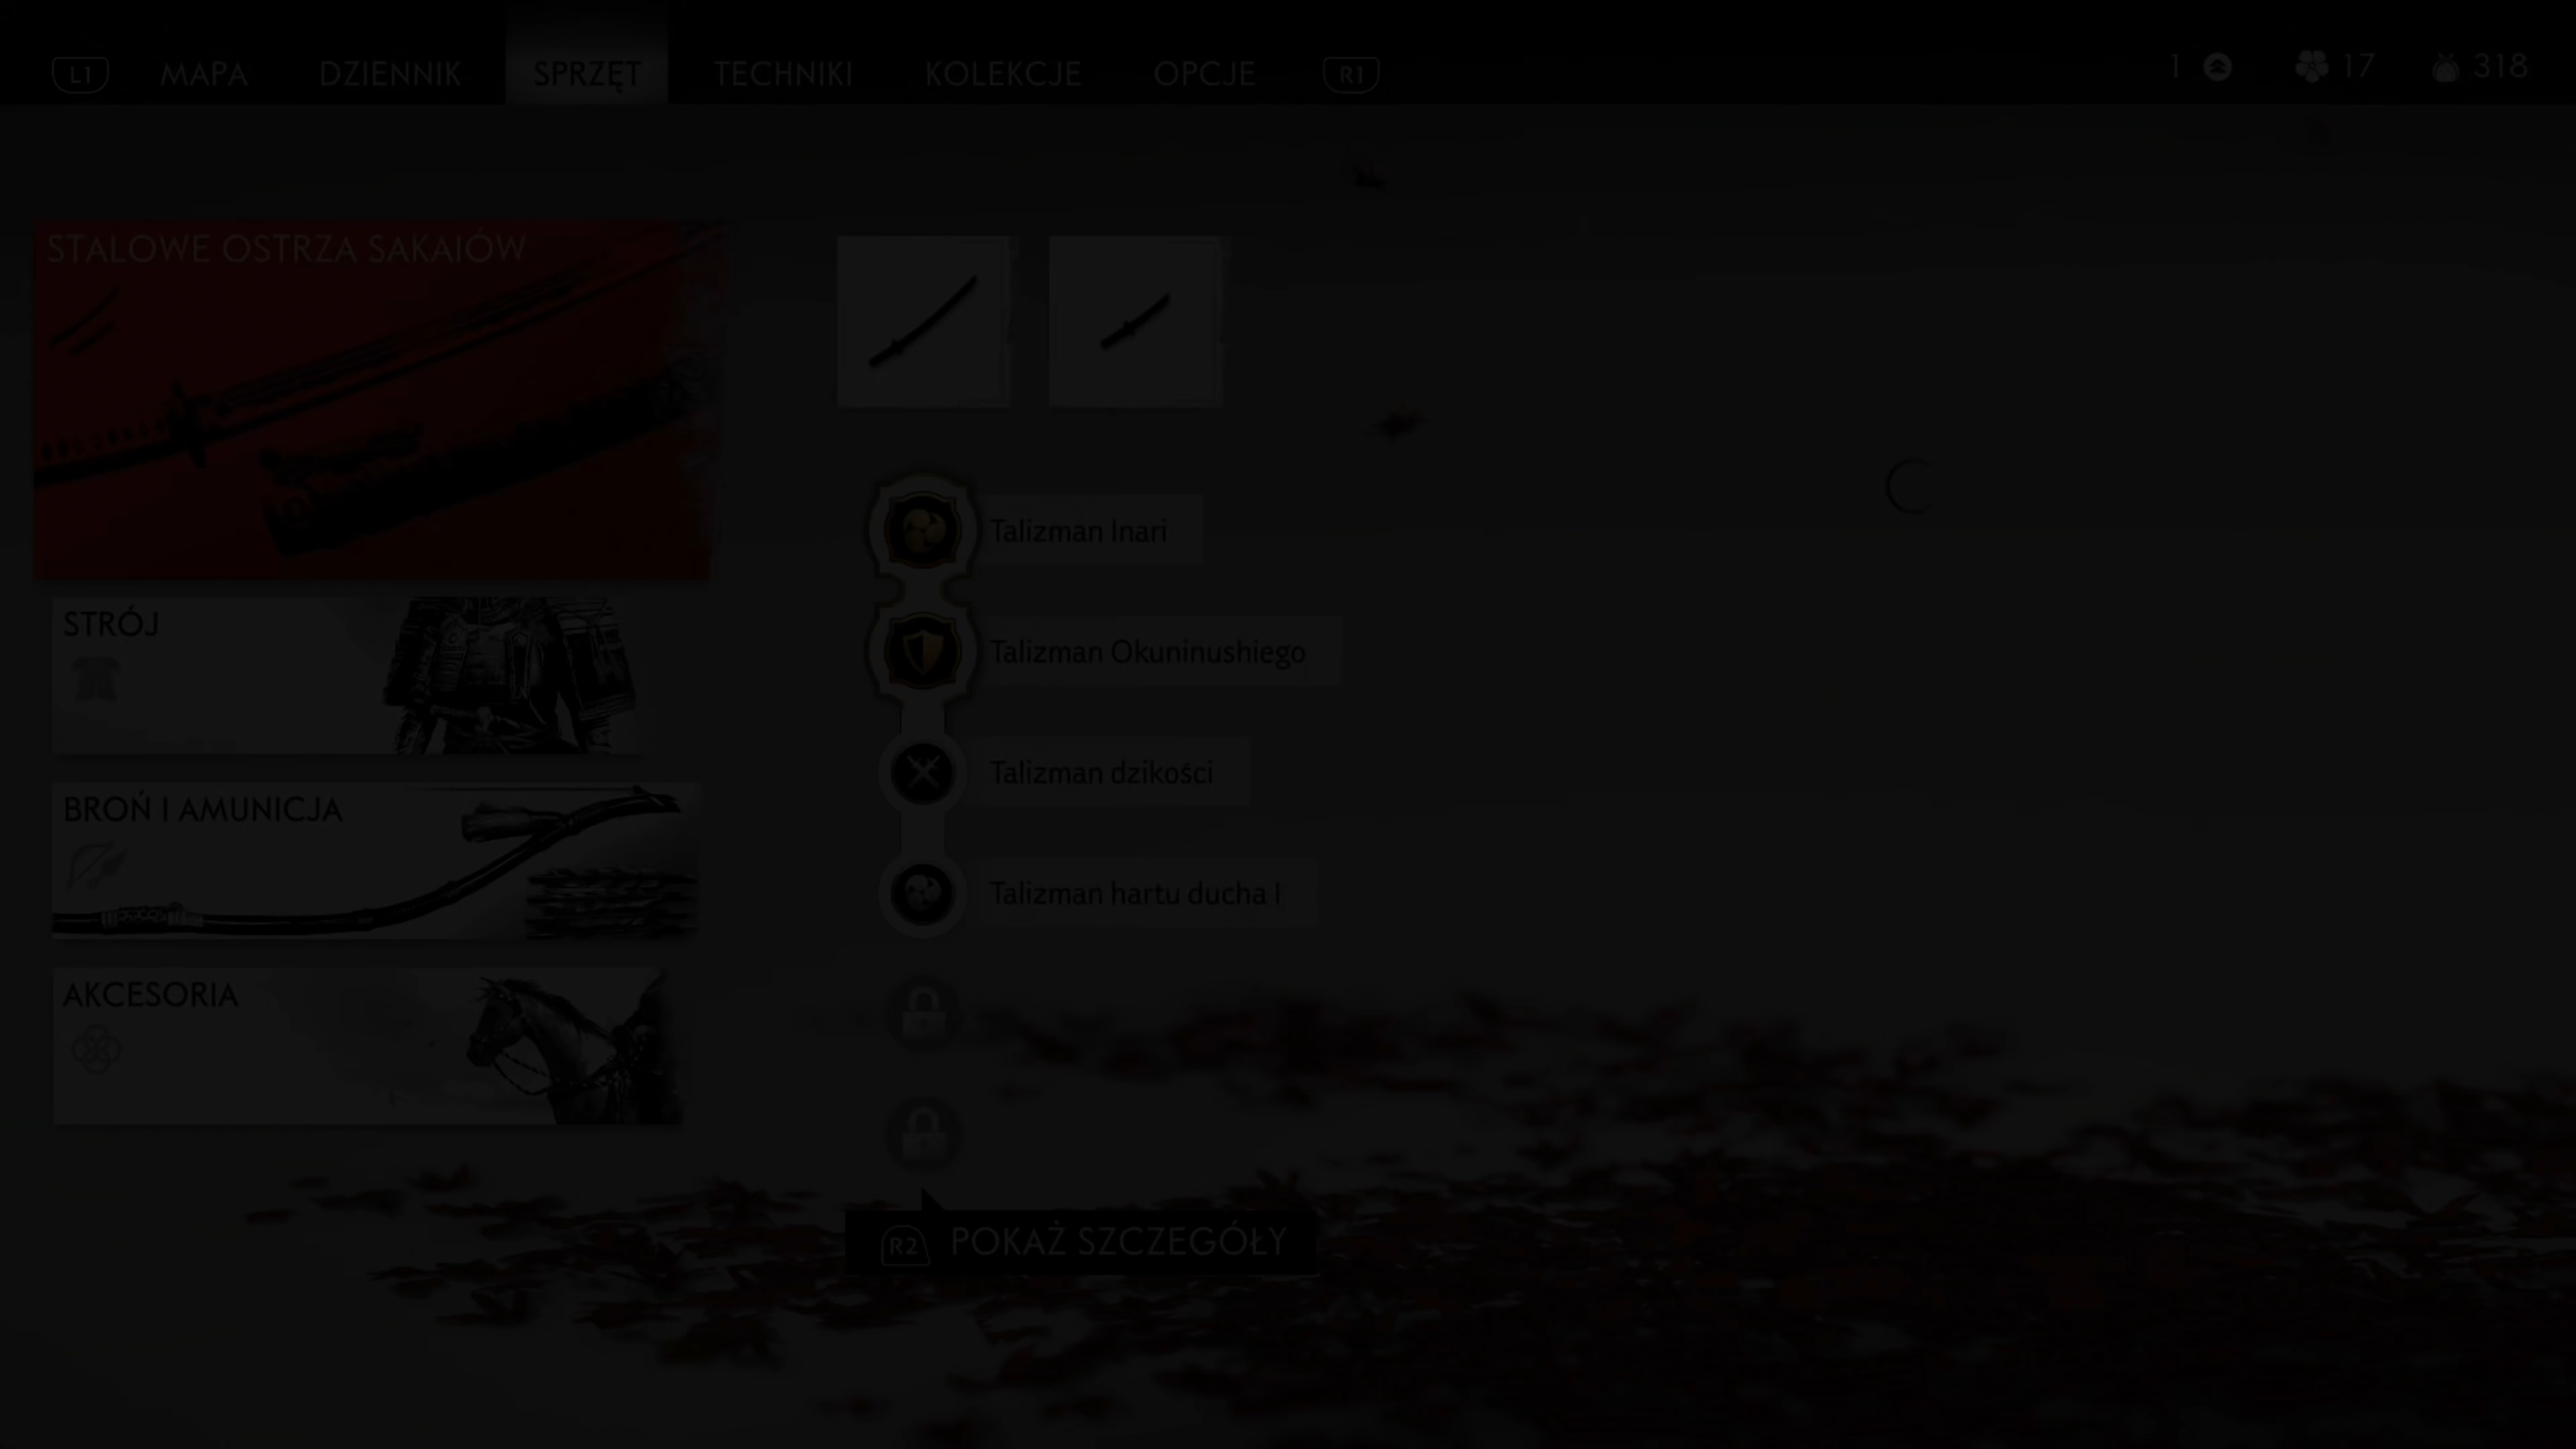 L1 MAPA DZIENNIK SPRZĘT TECHNIKI KOLEKCJE OPCJE R1 1 17 318
STALOWE OSTRZA SAKAIÓW
STRÓJ
BROŃ I AMUNICJA
AKCESORIA
Talizman Inari
Talizman Okuninushiego
Talizman dzikości
Talizman hartu ducha I
R2 POKAŻ SZCZEGÓŁY